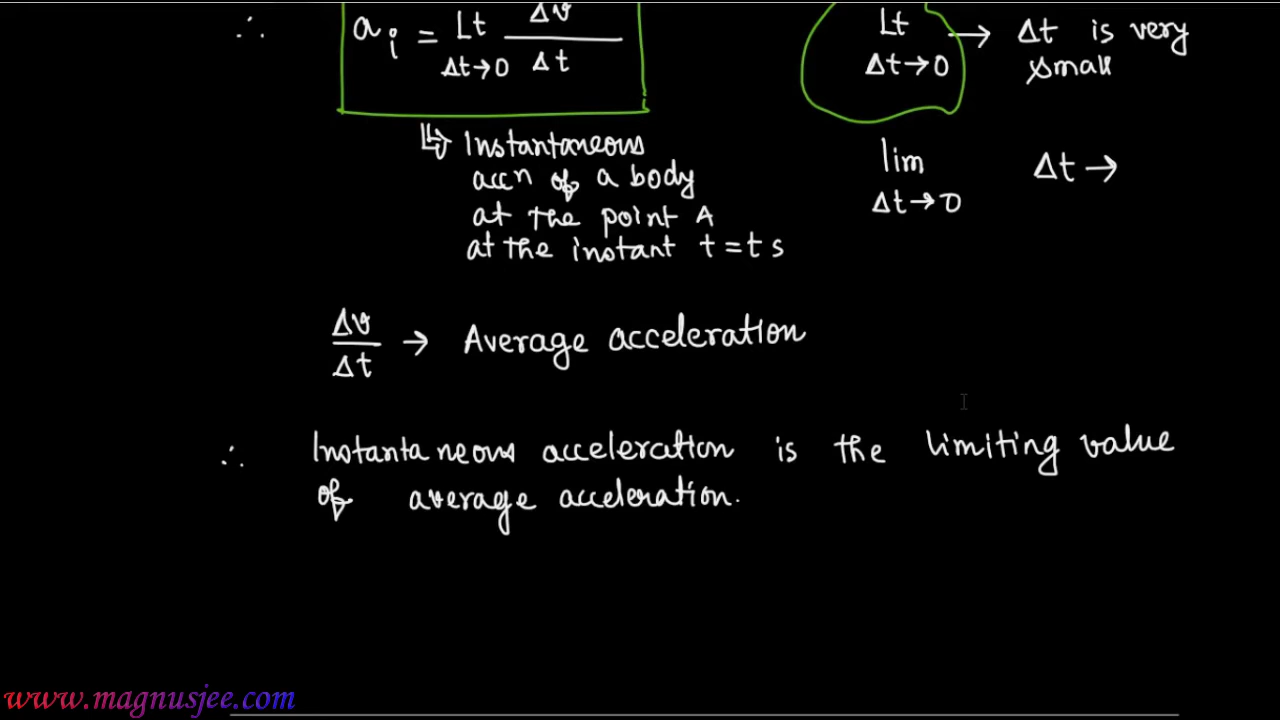 ∴ a i = Lt Δt→0 Δv / Δt
Lt Δt→0 → Δt is very small
↳ Instantaneous
accn of a body
at the point A
at the instant t = t s
lim Δt→0 Δt →
Δv / Δt → Average acceleration
∴ Instantaneous acceleration is the limiting value
of average acceleration.
www.magnusjee.com